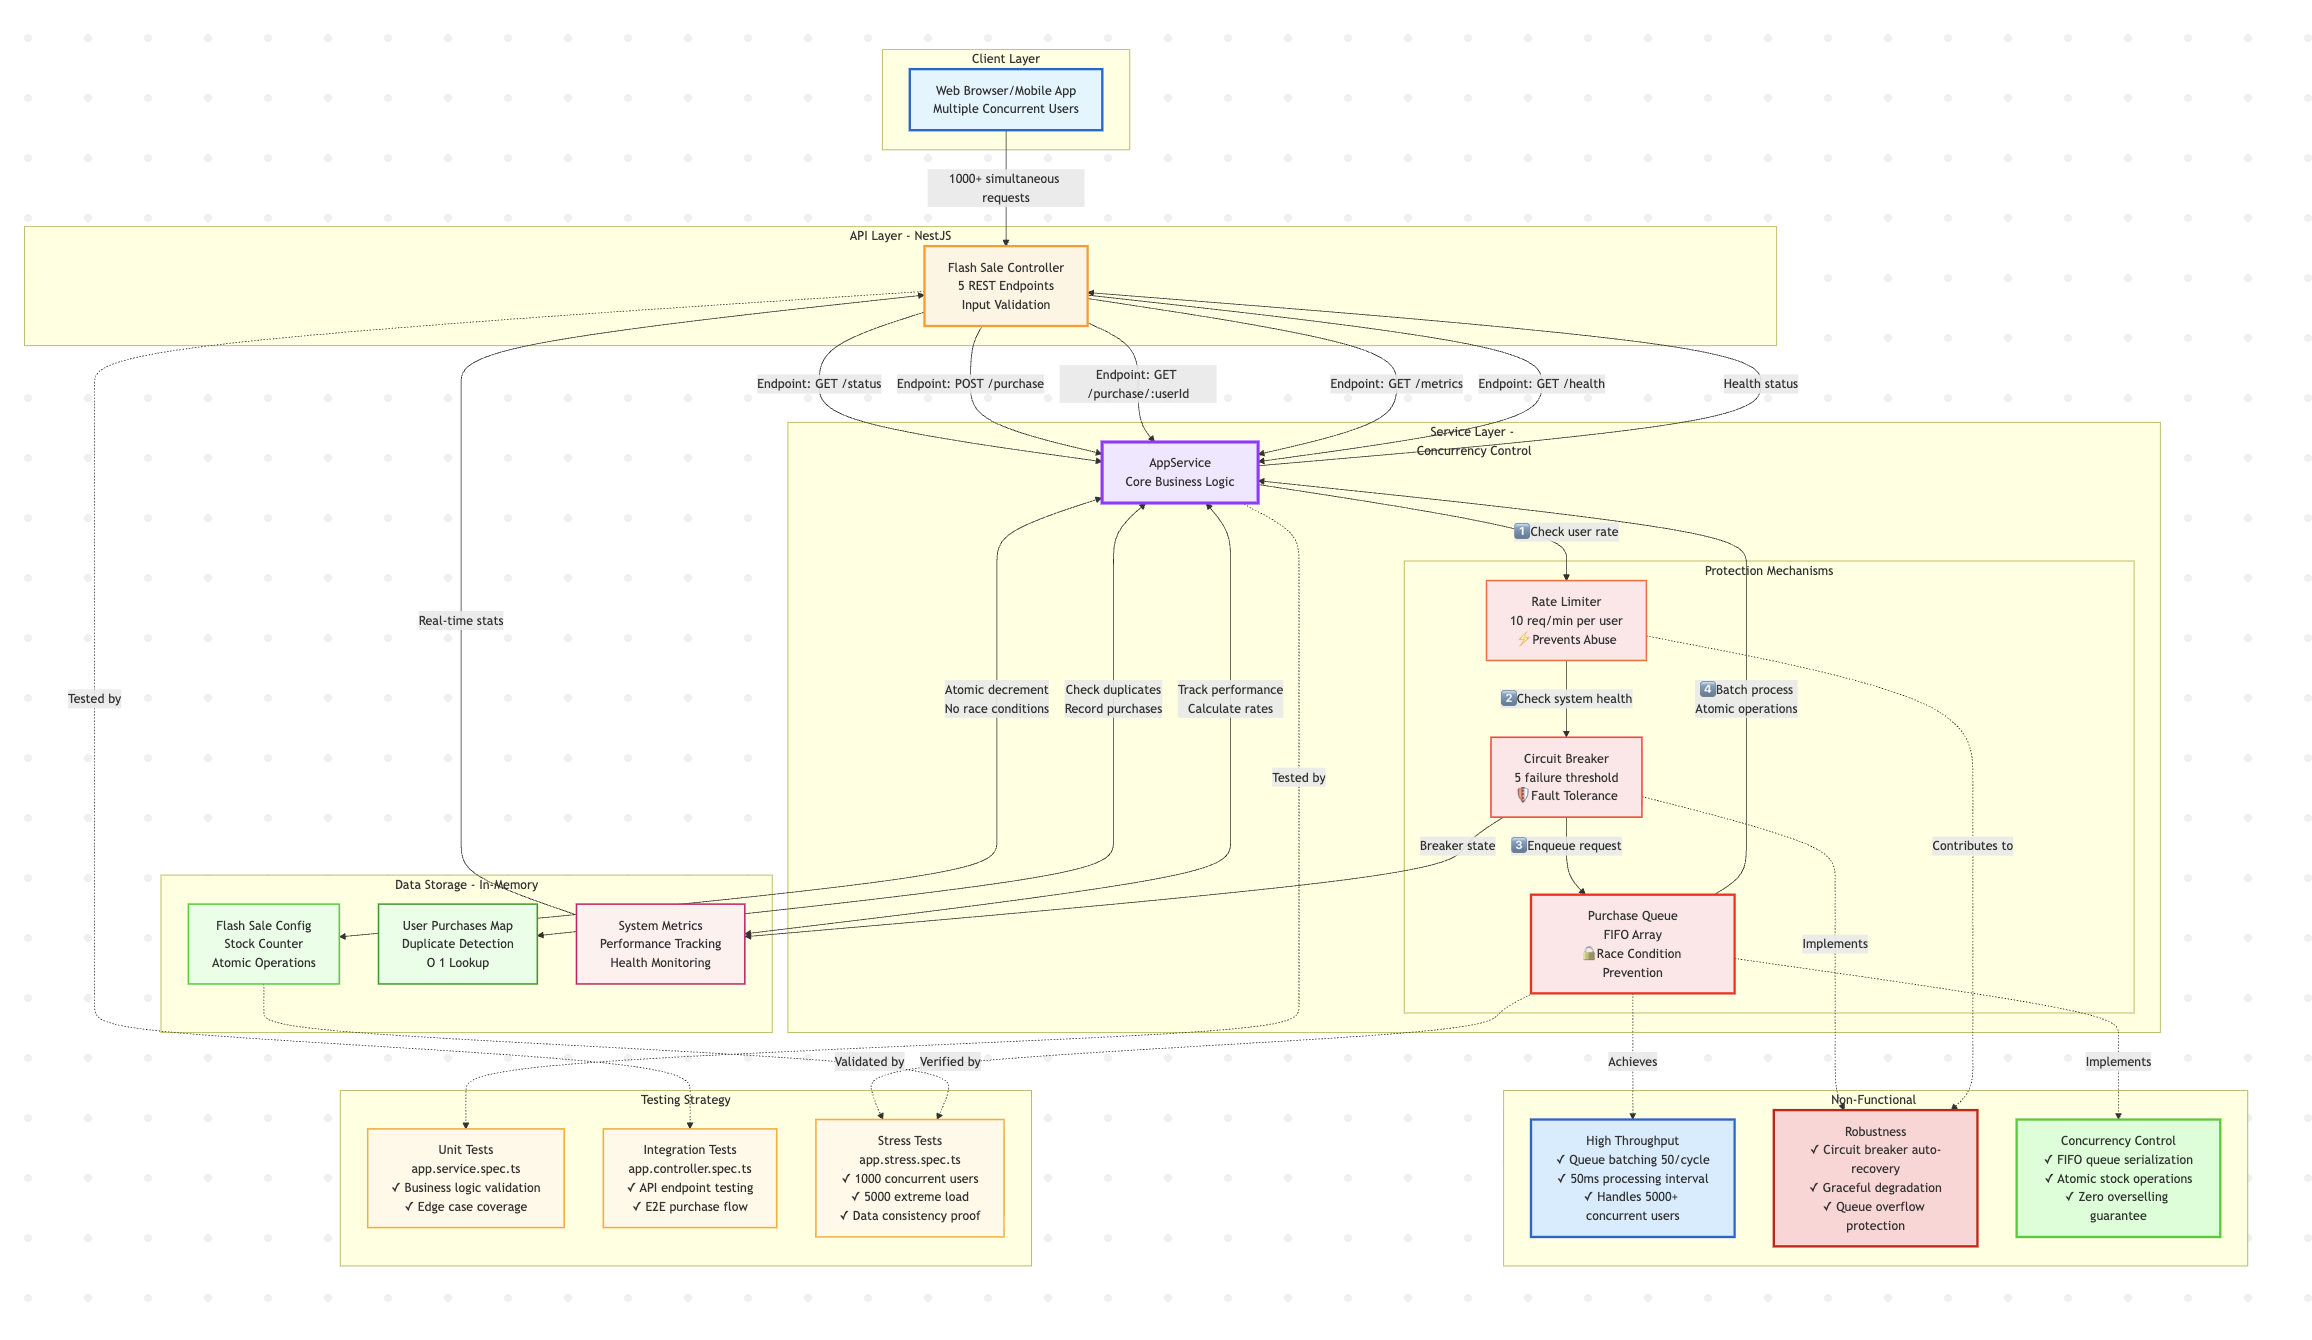 Client Layer
Web Browser/Mobile App
Multiple Concurrent Users
1000+ simultaneous
requests
API Layer - NestJS
Flash Sale Controller
5 REST Endpoints
Input Validation
Endpoint: GET /status
Endpoint: POST /purchase
Endpoint: GET
/purchase/:userId
Endpoint: GET /metrics
Endpoint: GET /health
Health status
Service Layer -
Concurrency Control
AppService
Core Business Logic
1️⃣Check user rate
Protection Mechanisms
Rate Limiter
10 req/min per user
⚡Prevents Abuse
Real-time stats
Tested by
Atomic decrement
No race conditions
Check duplicates
Record purchases
Track performance
Calculate rates
2️⃣Check system health
4️⃣Batch process
Atomic operations
Circuit Breaker
5 failure threshold
🛡️Fault Tolerance
Tested by
Breaker state
3️⃣Enqueue request
Contributes to
Data Storage - In-Memory
Flash Sale Config
Stock Counter
Atomic Operations
User Purchases Map
Duplicate Detection
O 1 Lookup
System Metrics
Performance Tracking
Health Monitoring
Purchase Queue
FIFO Array
🔒Race Condition
Prevention
Implements
Validated by
Verified by
Achieves
Implements
Testing Strategy
Unit Tests
app.service.spec.ts
✓ Business logic validation
✓ Edge case coverage
Integration Tests
app.controller.spec.ts
✓ API endpoint testing
✓ E2E purchase flow
Stress Tests
app.stress.spec.ts
✓ 1000 concurrent users
✓ 5000 extreme load
✓ Data consistency proof
Non-Functional
High Throughput
✓ Queue batching 50/cycle
✓ 50ms processing interval
✓ Handles 5000+
concurrent users
Robustness
✓ Circuit breaker auto-
recovery
✓ Graceful degradation
✓ Queue overflow
protection
Concurrency Control
✓ FIFO queue serialization
✓ Atomic stock operations
✓ Zero overselling
guarantee